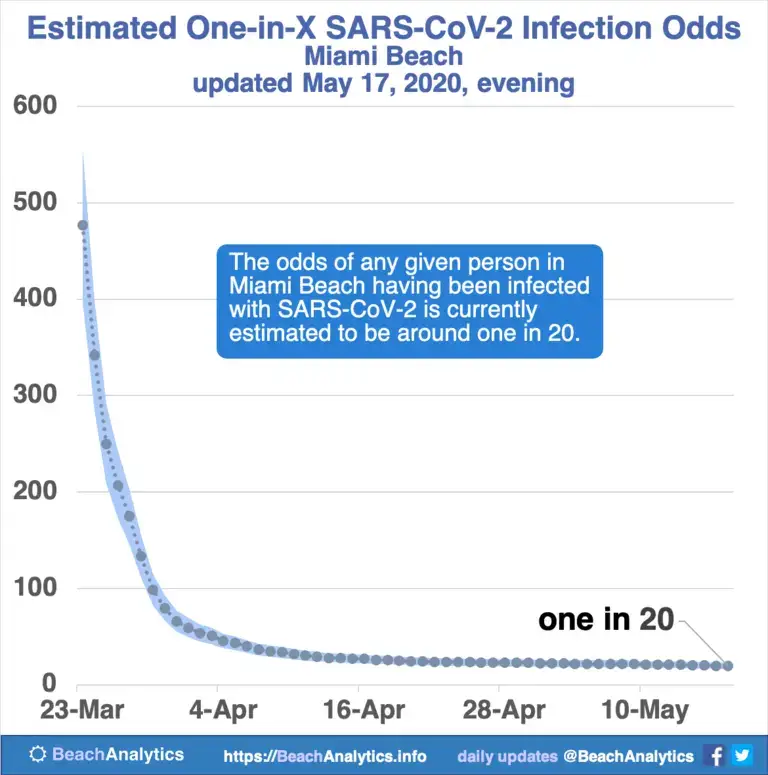 Estimated One-in-X SARS-CoV-2 Infection Odds
Miami Beach
updated May 17, 2020, evening
600
500
The odds of any given person in
Miami Beach having been infected
with SARS-CoV-2 is currently
estimated to be around one in 20.
400
300
200
100
one in 20
0
23-Mar 4-Apr 16-Apr 28-Apr 10-May
BeachAnalytics https://BeachAnalytics.info daily updates @BeachAnalytics